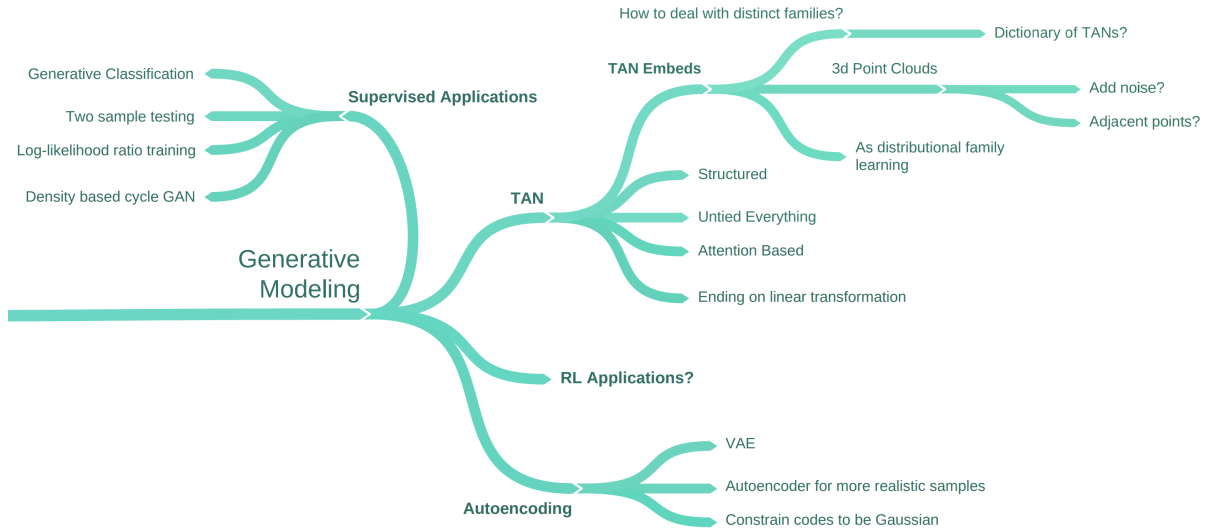 Generative
Modeling
Supervised Applications
Generative Classification
Two sample testing
Log-likelihood ratio training
Density based cycle GAN
TAN
TAN Embeds
How to deal with distinct families?
Dictionary of TANs?
3d Point Clouds
Add noise?
Adjacent points?
As distributional family
learning
Structured
Untied Everything
Attention Based
Ending on linear transformation
RL Applications?
Autoencoding
VAE
Autoencoder for more realistic samples
Constrain codes to be Gaussian